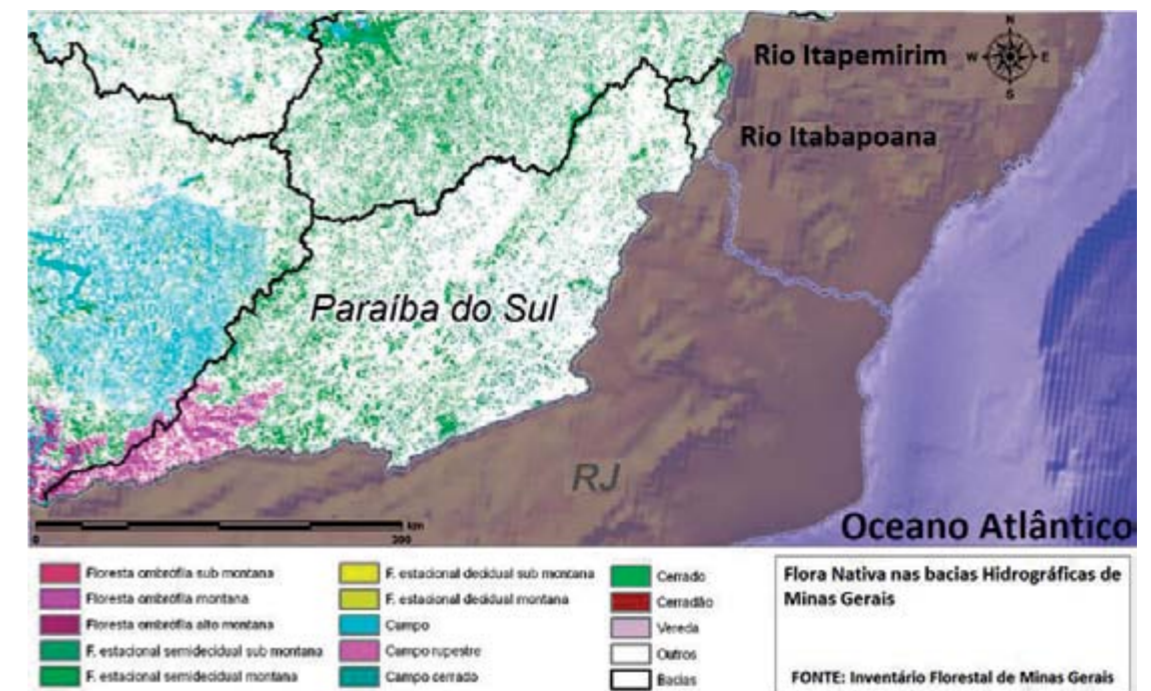 N
Rio Itapemirim
W
E
S
Rio Itabapoana
Paraíba do Sul
RJ
km
0
Oceano Atlântico
Floresta ombrófila sub montana
Floresta ombrófila montana
Floresta ombrófila alto montana
F. estacional semidecidual sub montana
F. estacional semidecidual montana
F. estacional decidual sub montana
F. estacional decidual montana
Campo
Campo rupestre
Campo cerrado
Cerrado
Cerradão
Vereda
Outros
Bacias
Flora Nativa nas bacias Hidrográficas de
Minas Gerais
FONTE: Inventário Florestal de Minas Gerais